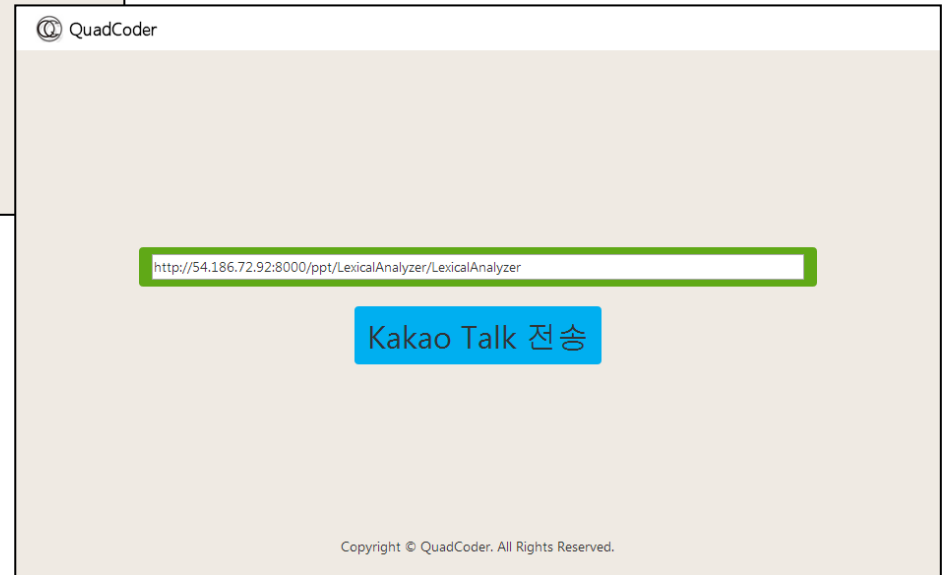 QuadCoder
http://54.186.72.92:8000/ppt/LexicalAnalyzer/LexicalAnalyzer
Kakao Talk 전송
Copyright © QuadCoder. All Rights Reserved.